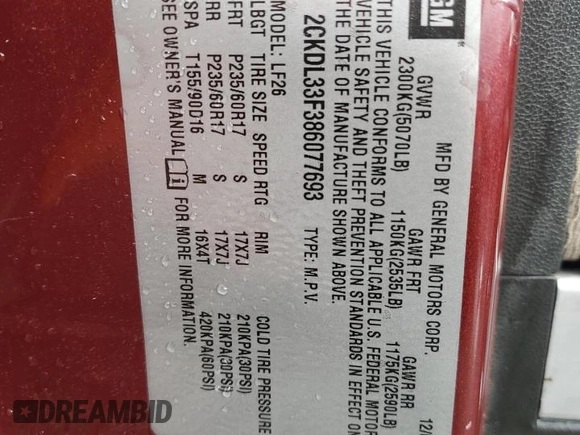 GM
MFD BY GENERAL MOTORS CORP. 12/
GVWR GAWR FRT GAWR RR
2300KG(5070LB) 1150KG(2535LB) 1175KG(2590LB)
THIS VEHICLE CONFORMS TO ALL APPLICABLE U.S. FEDERAL MOTOR
VEHICLE SAFETY AND THEFT PREVENTION STANDARDS IN EFFECT ON
THE DATE OF MANUFACTURE SHOWN ABOVE.
2CKDL33F386077693 TYPE: M.P.V.
MODEL: LF26
LBGT TIRE SIZE SPEED RTG RIM COLD TIRE PRESSURE
FRT P235/60R17 S 17X7J 210KPA(30PSI)
RR P235/60R17 S 17X7J 210KPA(30PSI)
SPA T155/90D16 M 16X4T 420KPA(60PSI)
SEE OWNER'S MANUAL FOR MORE INFORMATION.
DREAMBID